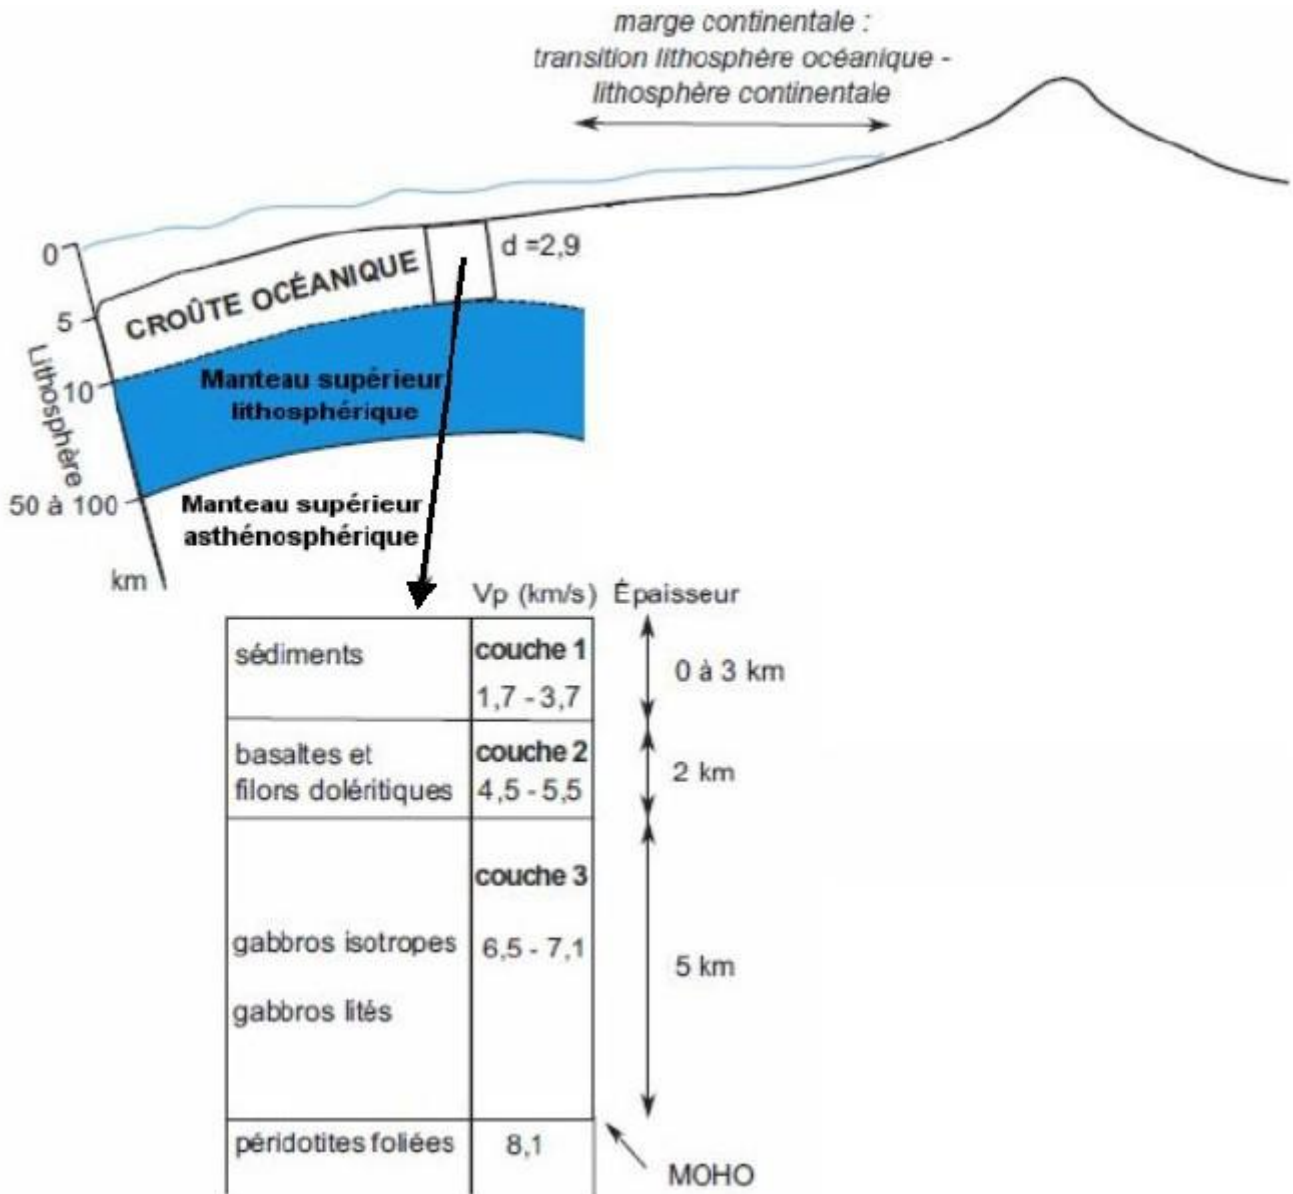 marge continentale :
transition lithosphère océanique -
lithosphère continentale
0
5
10
50 à 100
km
Lithosphère
CROÛTE OCÉANIQUE
d =2,9
Manteau supérieur
lithosphérique
Manteau supérieur
asthénosphérique
Vp (km/s) Épaisseur
sédiments
couche 1
1,7 - 3,7
0 à 3 km
basaltes et
filons doléritiques
couche 2
4,5 - 5,5
2 km
couche 3
gabbros isotropes
6,5 - 7,1
gabbros lités
5 km
péridotites foliées
8,1
MOHO